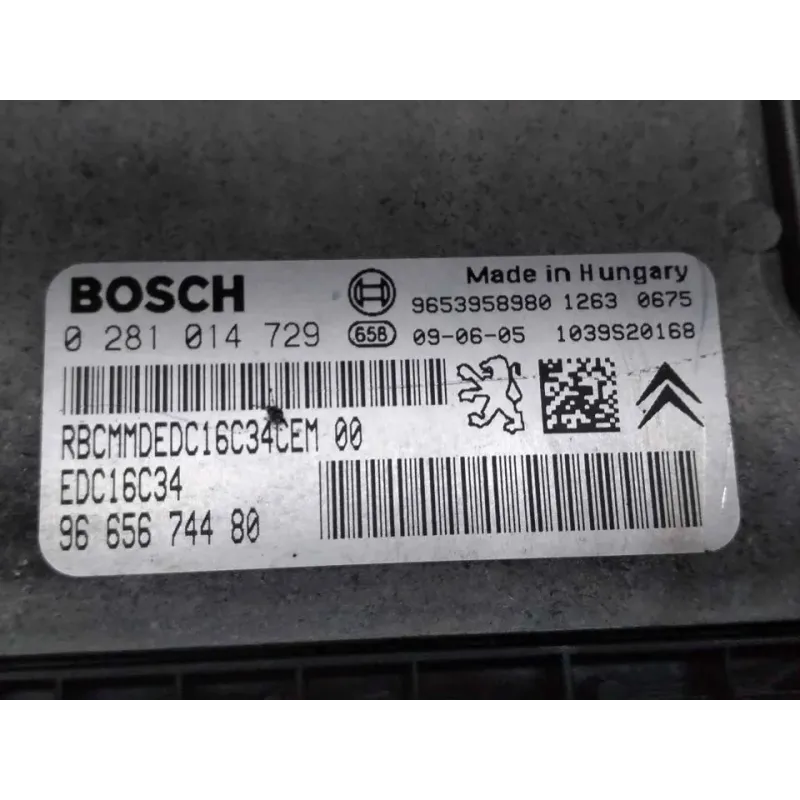 BOSCH
Made in Hungary
9653958980 1263 0675
0 281 014 729
658
09-06-05 1039S20168
RBCMMDEDC16C34CEM 00
EDC16C34
96 656 744 80